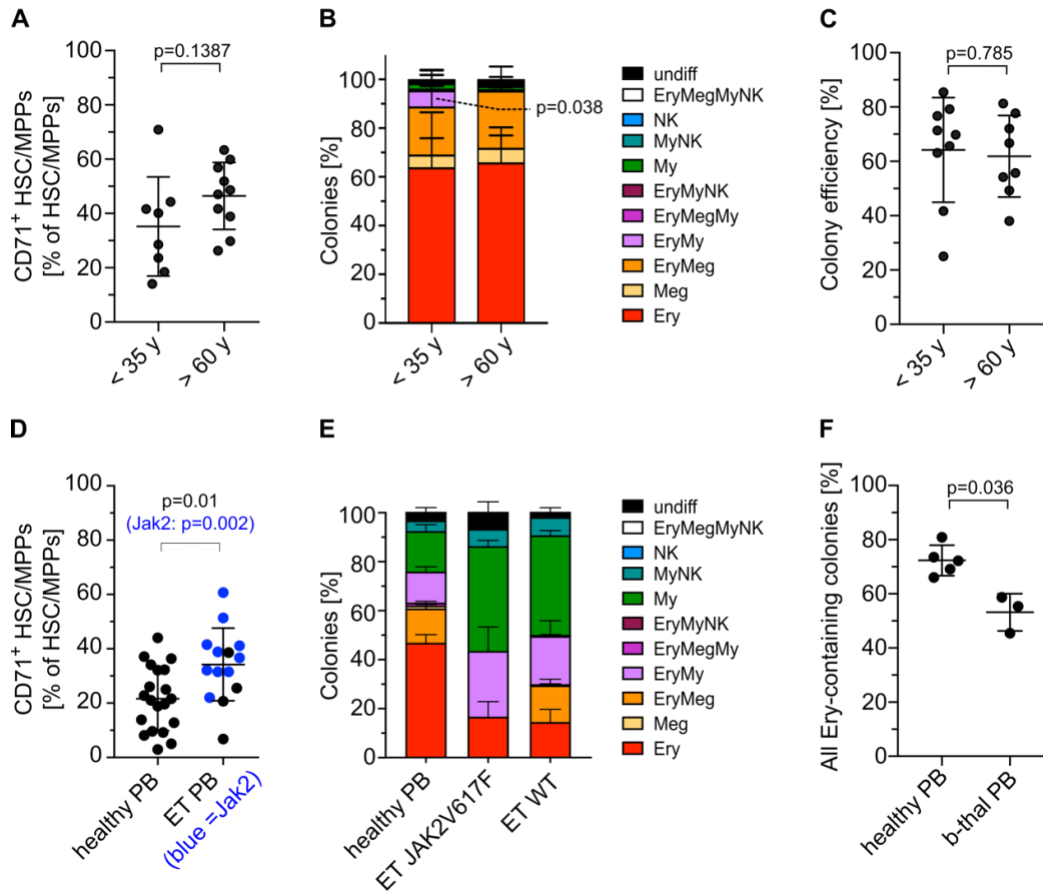 A
CD71+ HSC/MPPs
[% of HSC/MPPs]
100
80
60
40
20
0
p=0.1387
< 35 y
> 60 y
B
Colonies [%]
100
80
60
40
20
0
p=0.038
< 35 y
> 60 y
undiff
EryMegMyNK
NK
MyNK
My
EryMyNK
EryMegMy
EryMy
EryMeg
Meg
Ery
C
Colony efficiency [%]
100
80
60
40
20
0
p=0.785
< 35 y
> 60 y
D
CD71+ HSC/MPPs
[% of HSC/MPPs]
100
80
60
40
20
0
p=0.01
(Jak2: p=0.002)
healthy PB
ET PB
(blue =Jak2)
E
Colonies [%]
100
80
60
40
20
0
healthy PB
ET JAK2V617F
ET WT
undiff
EryMegMyNK
NK
MyNK
My
EryMyNK
EryMegMy
EryMy
EryMeg
Meg
Ery
F
All Ery-containing colonies [%]
100
80
60
40
20
0
p=0.036
healthy PB
b-thal PB